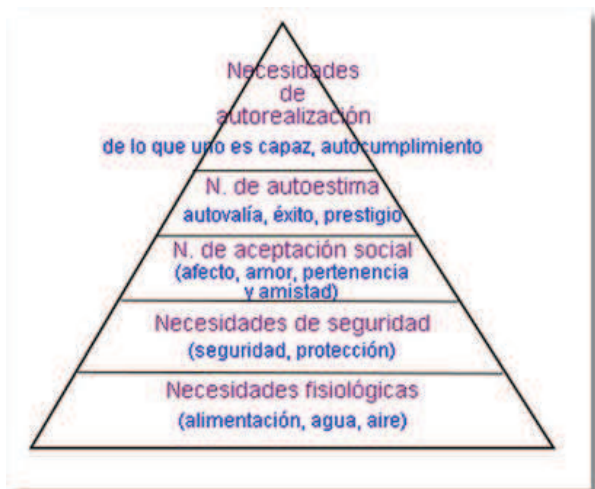 Necesidades
de
autorealización
de lo que uno es capaz, autocumplimiento
N. de autoestima
autovalía, éxito, prestigio
N. de aceptación social
(afecto, amor, pertenencia
y amistad)
Necesidades de seguridad
(seguridad, protección)
Necesidades fisiológicas
(alimentación, agua, aire)